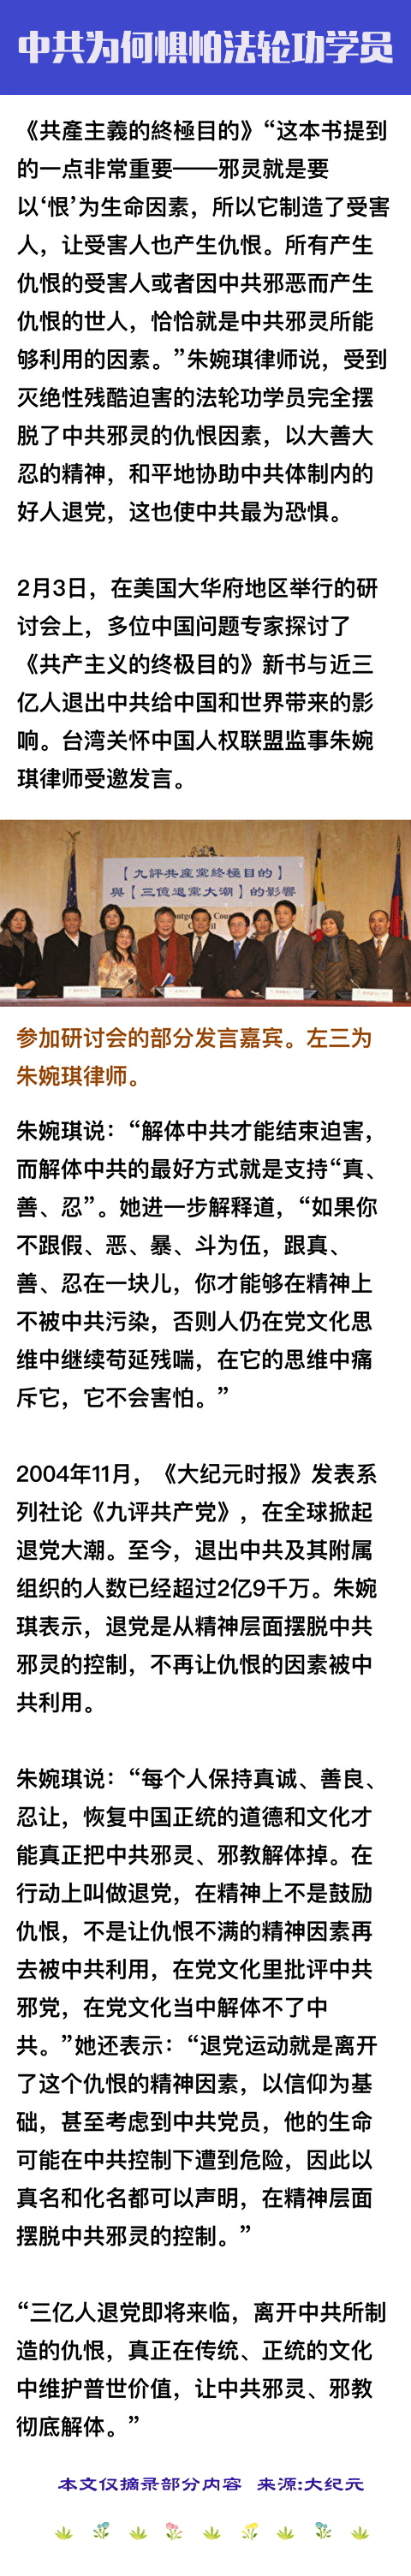 中共为何惧怕法轮功学员
《共產主義的終極目的》“这本书提到
的一点非常重要——邪灵就是要
以‘恨’为生命因素，所以它制造了受害
人，让受害人也产生仇恨。所有产生
仇恨的受害人或者因中共邪恶而产生
仇恨的世人，恰恰就是中共邪灵所能
够利用的因素。”朱婉琪律师说，受到
灭绝性残酷迫害的法轮功学员完全摆
脱了中共邪灵的仇恨因素，以大善大
忍的精神，和平地协助中共体制内的
好人退党，这也使中共最为恐惧。
2月3日，在美国大华府地区举行的研
讨会上，多位中国问题专家探讨了
《共产主义的终极目的》新书与近三
亿人退出中共给中国和世界带来的影
响。台湾关怀中国人权联盟监事朱婉
琪律师受邀发言。
【九評共産黨終極目的】
與【三億退黨大潮】的影響
Montgomery County
Council
参加研讨会的部分发言嘉宾。左三为
朱婉琪律师。
朱婉琪说：“解体中共才能结束迫害，
而解体中共的最好方式就是支持“真、
善、忍”。她进一步解释道，“如果你
不跟假、恶、暴、斗为伍，跟真、
善、忍在一块儿，你才能够在精神上
不被中共污染，否则人仍在党文化思
维中继续苟延残喘，在它的思维中痛
斥它，它不会害怕。”
2004年11月，《大纪元时报》发表系
列社论《九评共产党》，在全球掀起
退党大潮。至今，退出中共及其附属
组织的人数已经超过2亿9千万。朱婉
琪表示，退党是从精神层面摆脱中共
邪灵的控制，不再让仇恨的因素被中
共利用。
朱婉琪说：“每个人保持真诚、善良、
忍让，恢复中国正统的道德和文化才
能真正把中共邪灵、邪教解体掉。在
行动上叫做退党，在精神上不是鼓励
仇恨，不是让仇恨不满的精神因素再
去被中共利用，在党文化里批评中共
邪党，在党文化当中解体不了中
共。”她还表示：“退党运动就是离开
了这个仇恨的精神因素，以信仰为基
础，甚至考虑到中共党员，他的生命
可能在中共控制下遭到危险，因此以
真名和化名都可以声明，在精神层面
摆脱中共邪灵的控制。”
“三亿人退党即将来临，离开中共所制
造的仇恨，真正在传统、正统的文化
中维护普世价值，让中共邪灵、邪教
彻底解体。”
本文仅摘录部分内容 来源:大纪元